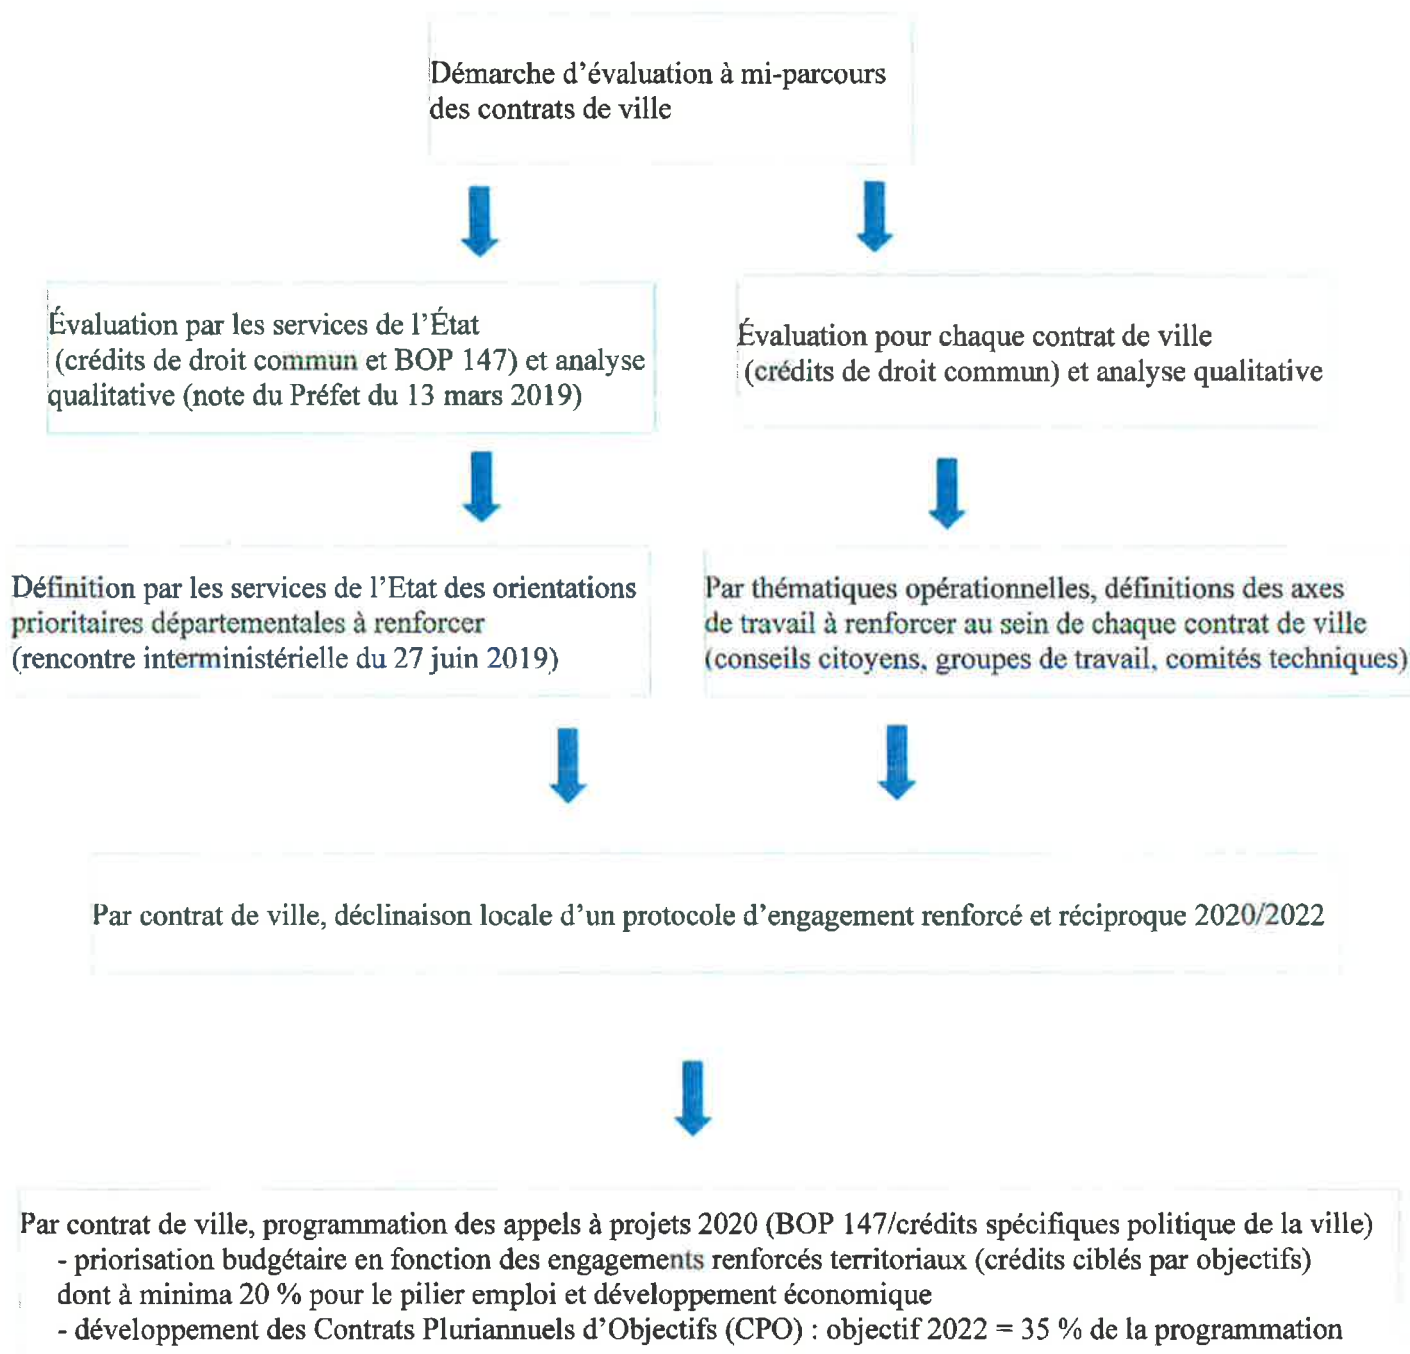 Démarche d'évaluation à mi-parcours
des contrats de ville
Évaluation par les services de l'État
(crédits de droit commun et BOP 147) et analyse
qualitative (note du Préfet du 13 mars 2019)
Évaluation pour chaque contrat de ville
(crédits de droit commun) et analyse qualitative
Définition par les services de l'Etat des orientations
prioritaires départementales à renforcer
(rencontre interministérielle du 27 juin 2019)
Par thématiques opérationnelles, définitions des axes
de travail à renforcer au sein de chaque contrat de ville
(conseils citoyens, groupes de travail, comités techniques)
Par contrat de ville, déclinaison locale d'un protocole d'engagement renforcé et réciproque 2020/2022
Par contrat de ville, programmation des appels à projets 2020 (BOP 147/crédits spécifiques politique de la ville)
- priorisation budgétaire en fonction des engagements renforcés territoriaux (crédits ciblés par objectifs)
dont à minima 20 % pour le pilier emploi et développement économique
- développement des Contrats Pluriannuels d'Objectifs (CPO) : objectif 2022 = 35 % de la programmation